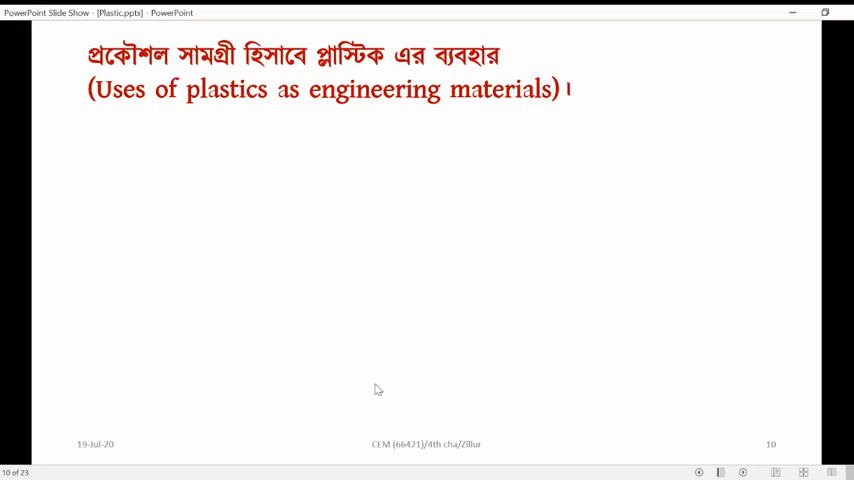 PowerPoint Slide Show - [Plastic.pptx] - PowerPoint
প্রকৌশল সামগ্রী হিসাবে প্লাস্টিক এর ব্যবহার
(Uses of plastics as engineering materials)।
19-Jul-20
CEM (66421)/4th cha/Zillur
10
10 of 23